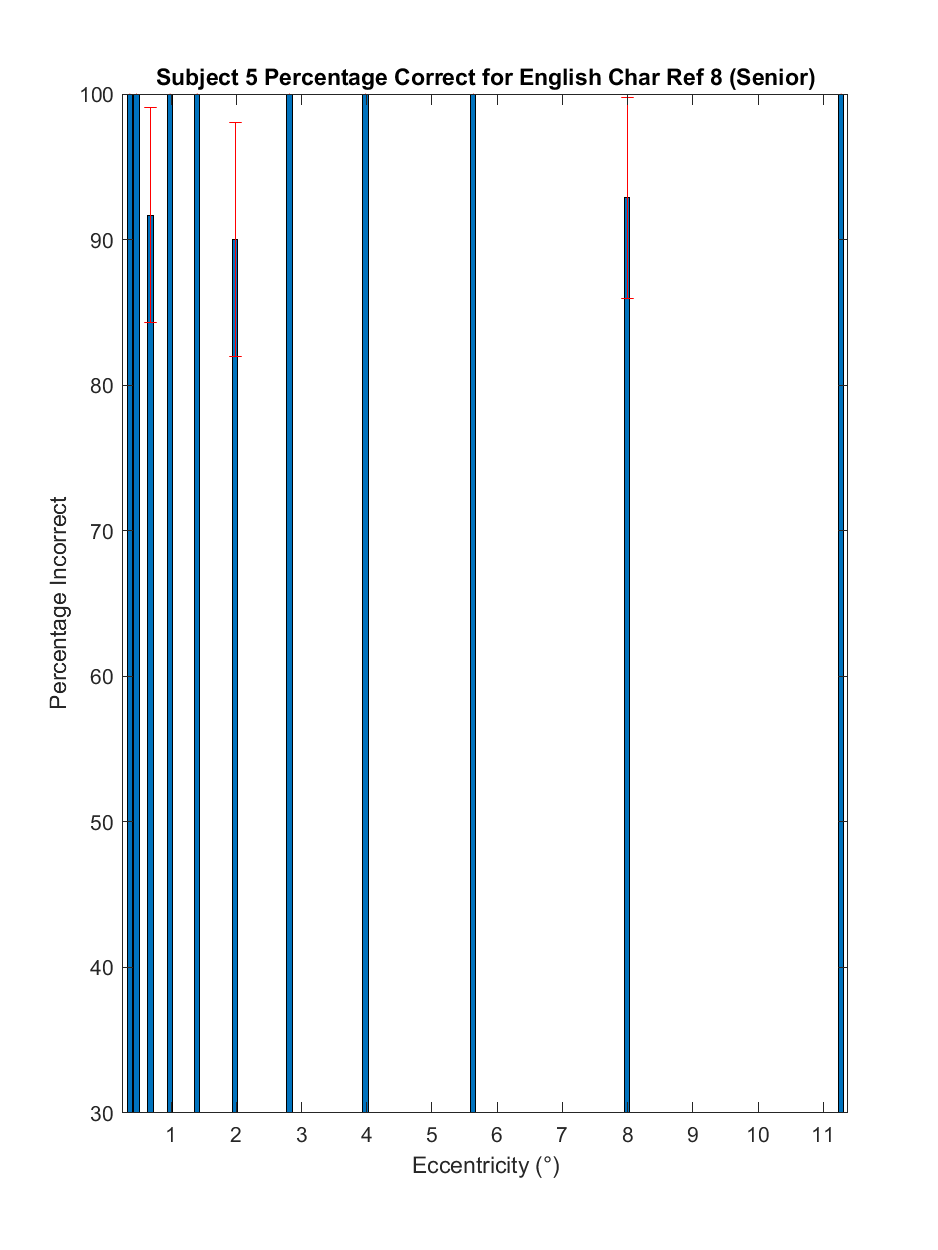 Subject 5 Percentage Correct for English Char Ref 8 (Senior)
100
90
80
70
60
50
40
30
Percentage Incorrect
1 2 3 4 5 6 7 8 9 10 11
Eccentricity (°)